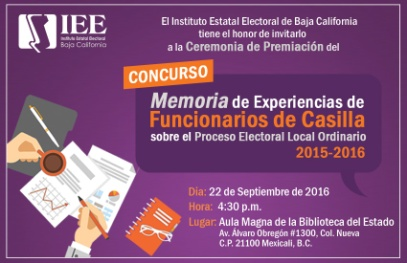 IEE
Instituto Estatal Electoral
Baja California
El Instituto Estatal Electoral de Baja California
tiene el honor de invitarlo
a la Ceremonia de Premiación del
CONCURSO
Memoria de Experiencias de
Funcionarios de Casilla
sobre el Proceso Electoral Local Ordinario
2015-2016
Día: 22 de Septiembre de 2016
Hora: 4:30 p.m.
Lugar: Aula Magna de la Biblioteca del Estado
Av. Álvaro Obregón #1300, Col. Nueva
C.P. 21100 Mexicali, B.C.